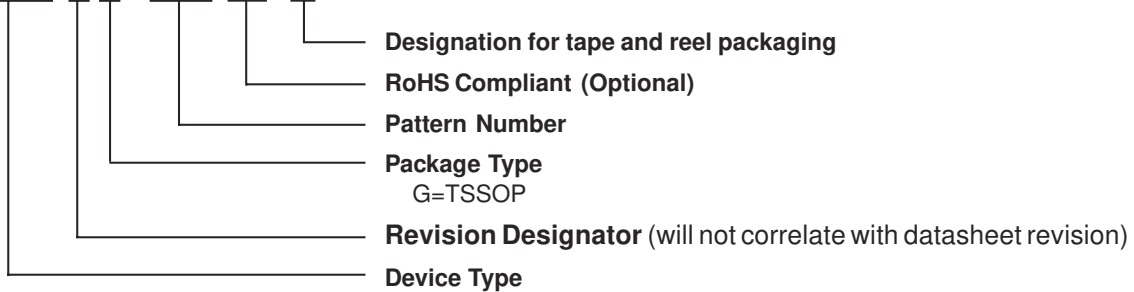 Designation for tape and reel packaging
RoHS Compliant (Optional)
Pattern Number
Package Type
G=TSSOP
Revision Designator (will not correlate with datasheet revision)
Device Type